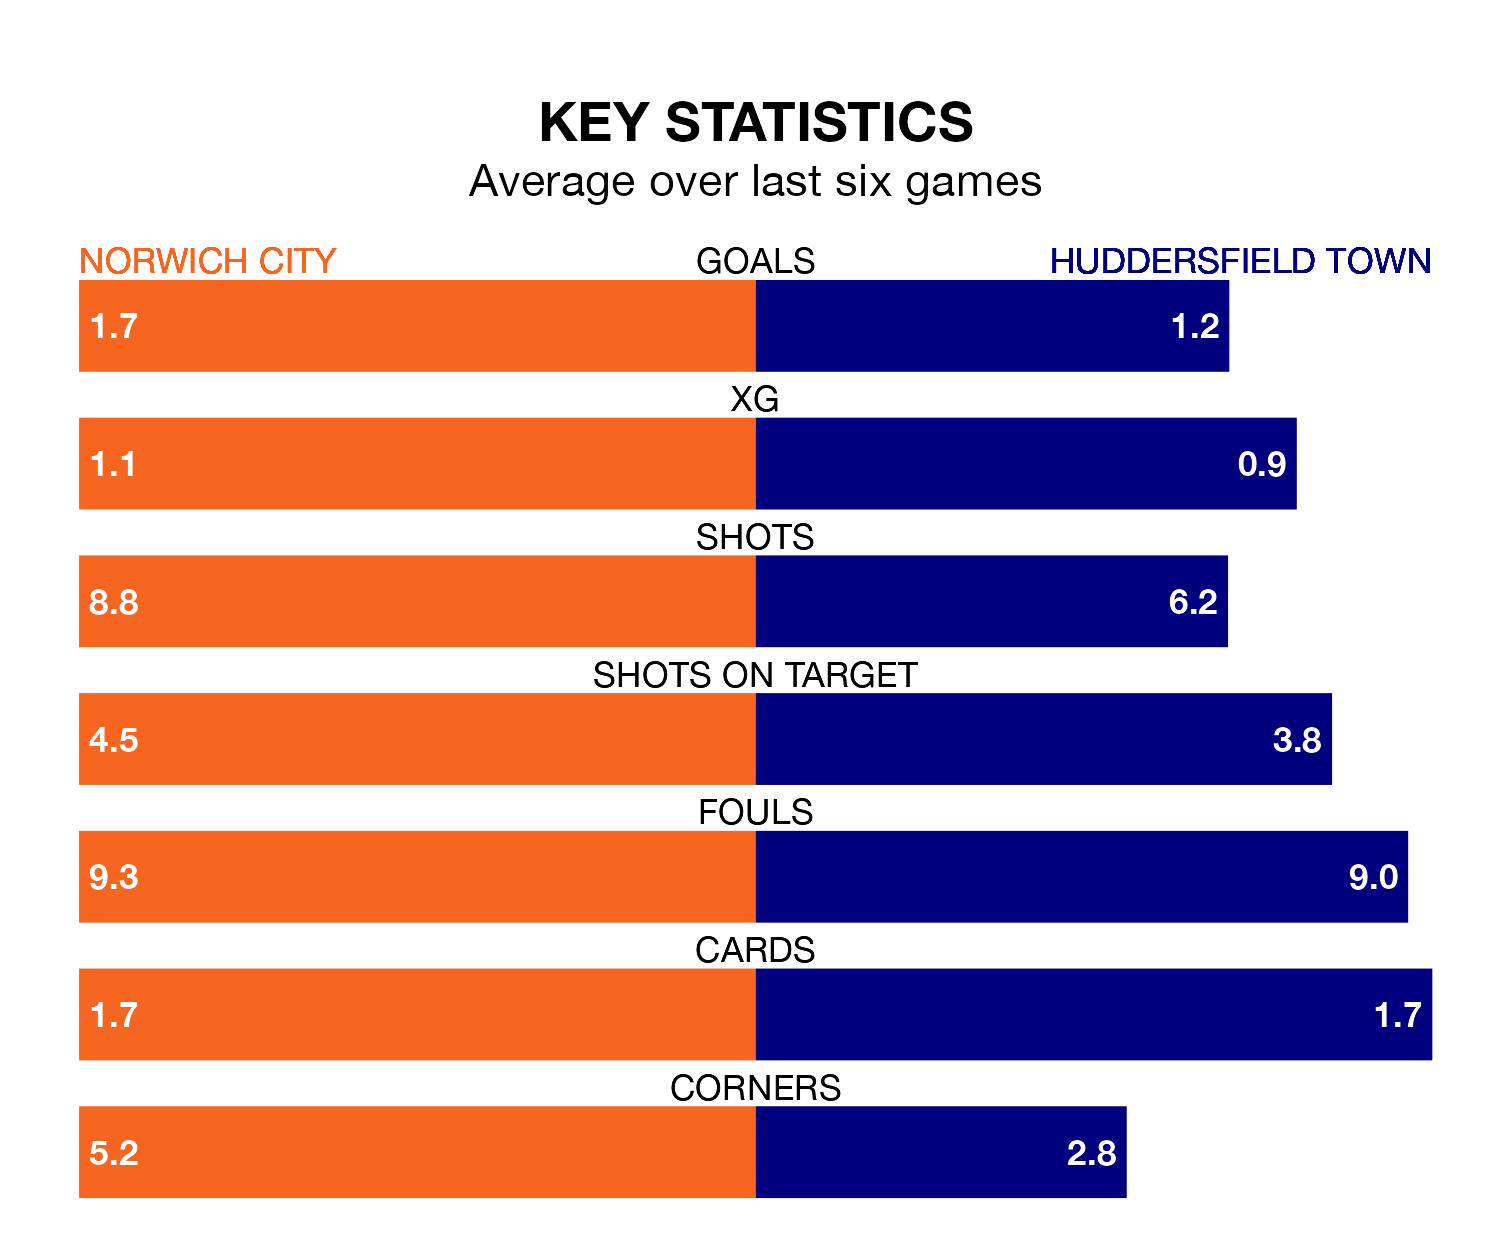 KEY STATISTICS
Average over last six games
NORWICH CITY GOALS HUDDERSFIELD TOWN
1.7 1.2
XG
1.1 0.9
SHOTS
8.8 6.2
SHOTS ON TARGET
4.5 3.8
FOULS
9.3 9.0
CARDS
1.7 1.7
CORNERS
5.2 2.8